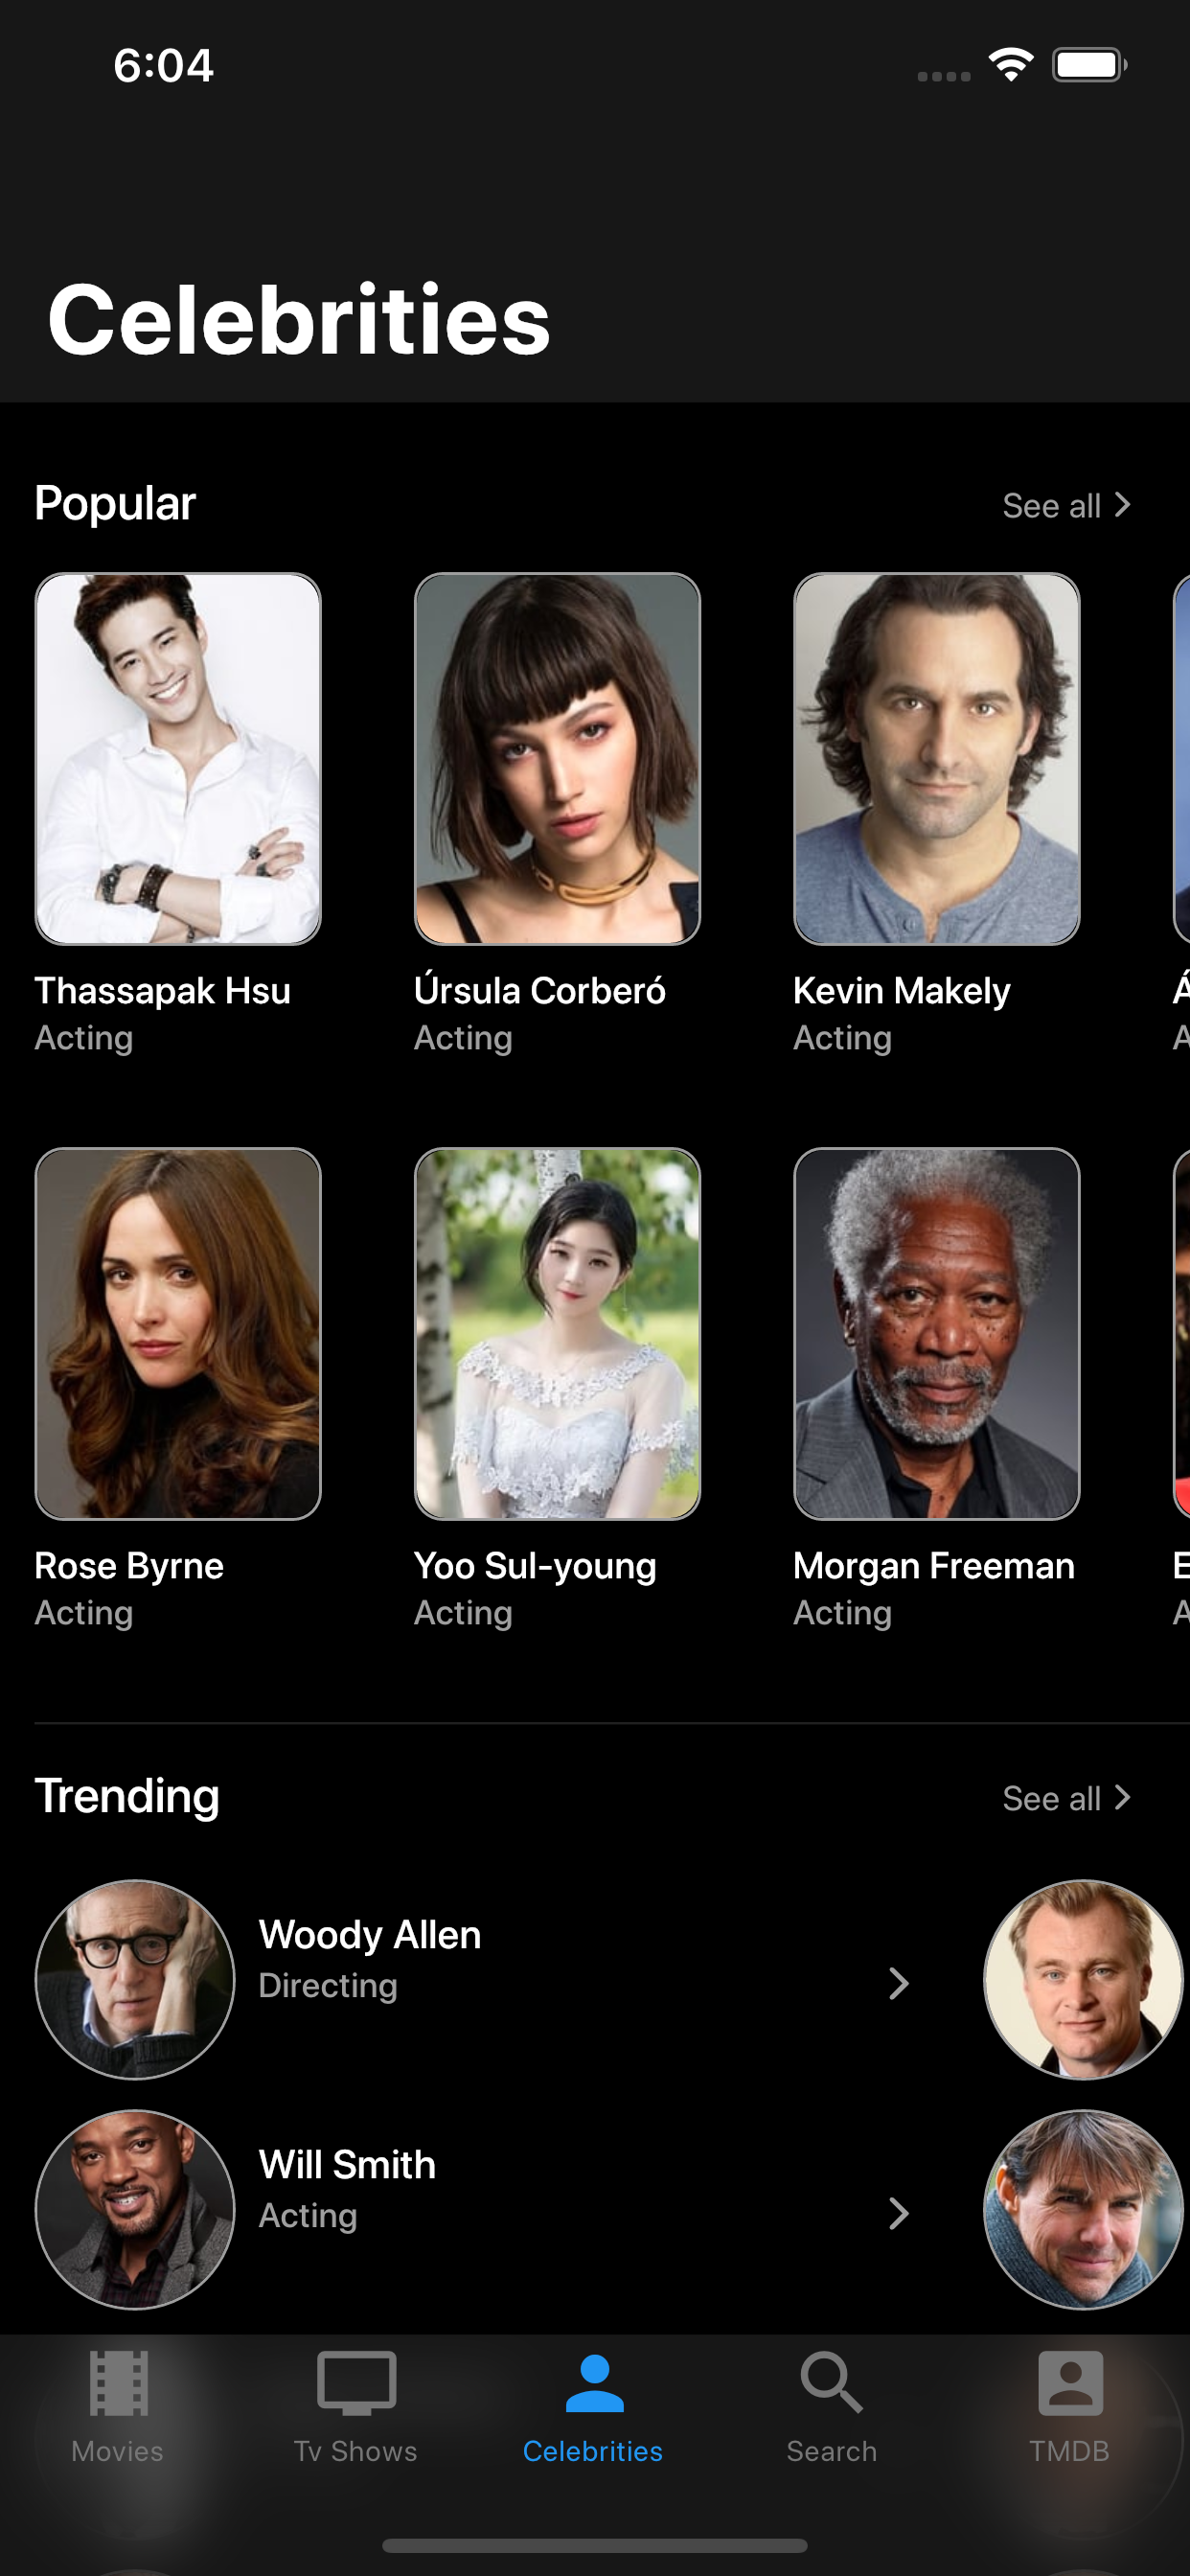 6:04
Celebrities
Popular
See all
Thassapak Hsu
Úrsula Corberó
Kevin Makely
Acting
Acting
Acting
Rose Byrne
Yoo Sul-young
Morgan Freeman
Acting
Acting
Acting
Trending
See all
Woody Allen
Directing
Will Smith
Acting
Movies
Tv Shows
Celebrities
Search
TMDB